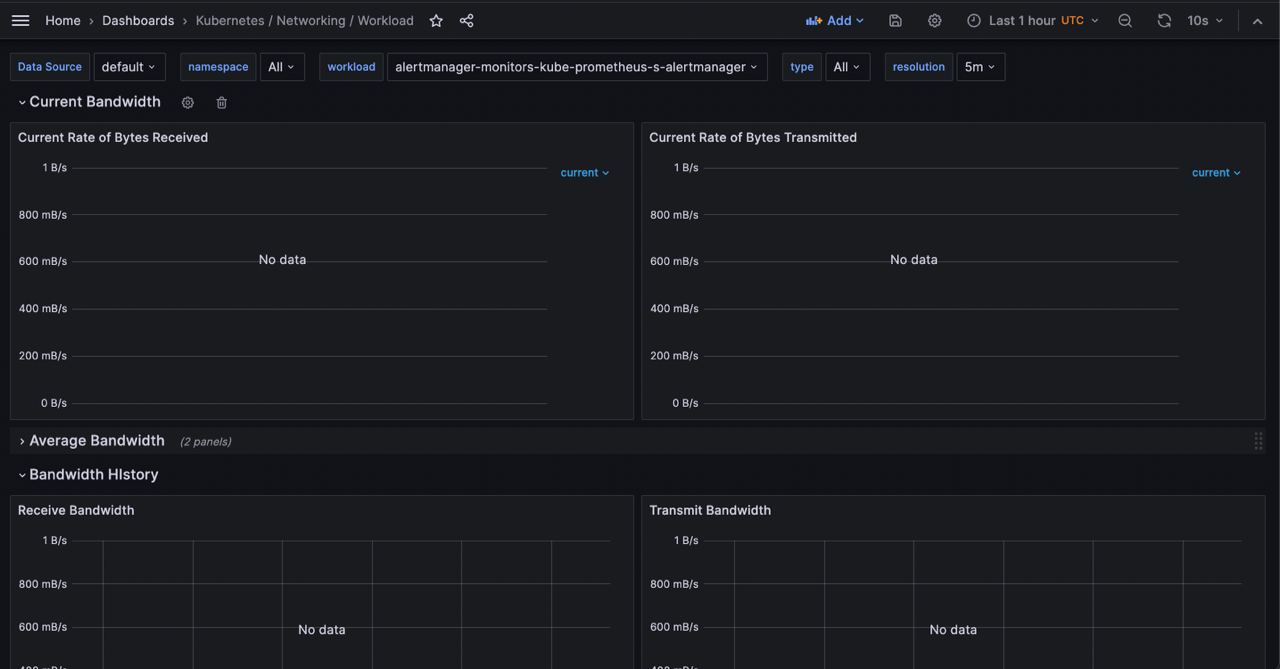 Home › Dashboards › Kubernetes / Networking / Workload Add Last 1 hour UTC 10s
Data Source default namespace All workload alertmanager-monitors-kube-prometheus-s-alertmanager type All resolution 5m
Current Bandwidth
Current Rate of Bytes Received
1 B/s
current
800 mB/s
600 mB/s
No data
400 mB/s
200 mB/s
0 B/s
Current Rate of Bytes Transmitted
1 B/s
current
800 mB/s
600 mB/s
No data
400 mB/s
200 mB/s
0 B/s
Average Bandwidth (2 panels)
Bandwidth HIstory
Receive Bandwidth
1 B/s
800 mB/s
600 mB/s
No data
400 mB/s
Transmit Bandwidth
1 B/s
800 mB/s
600 mB/s
No data
400 mB/s